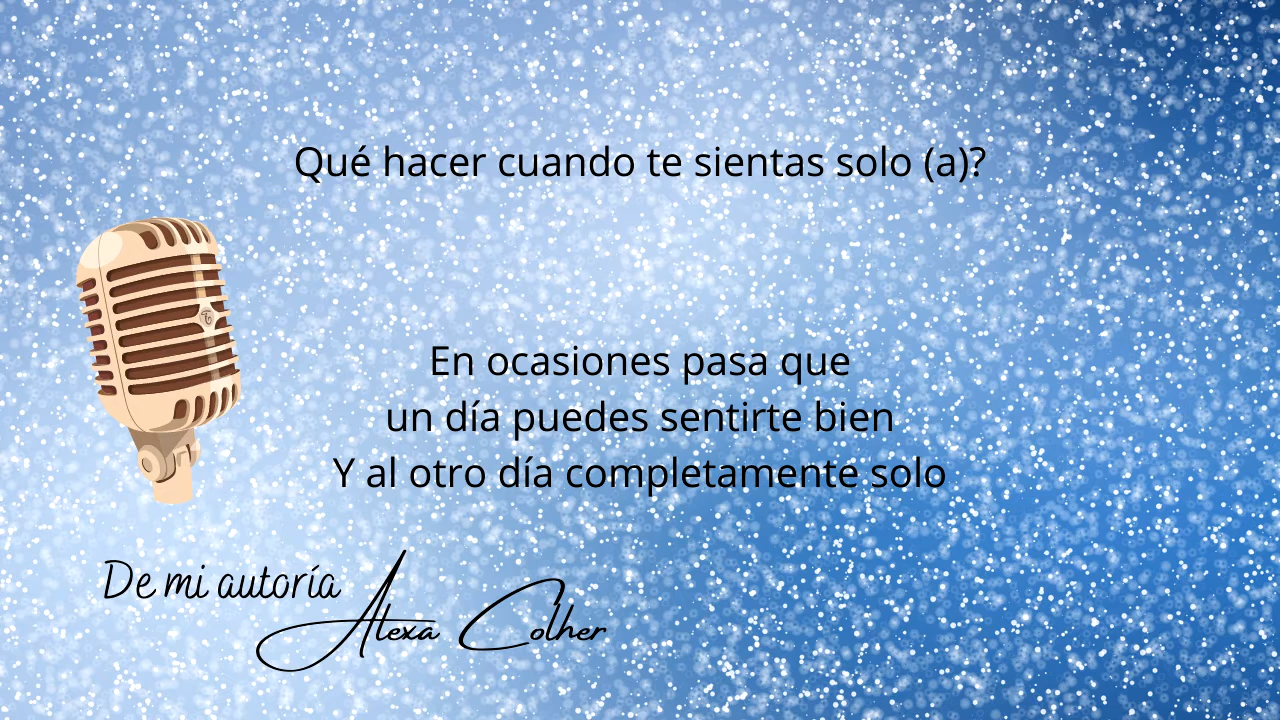 Qué hacer cuando te sientas solo (a)?
En ocasiones pasa que
un día puedes sentirte bien
Y al otro día completamente solo
De mi autoría
Alexa Colher